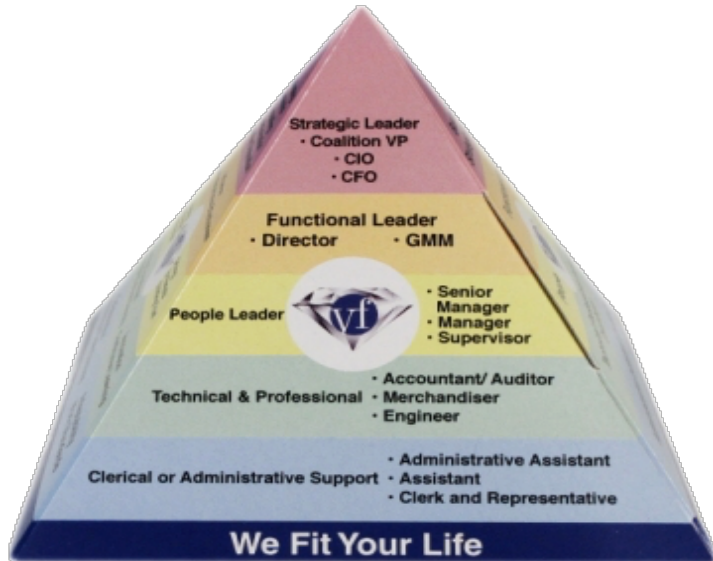 Strategic Leader
· Coalition VP
· CIO
· CFO
Functional Leader
· Director · GMM
People Leader
vf
· Senior
Manager
· Manager
· Supervisor
Technical & Professional
· Accountant/ Auditor
· Merchandiser
· Engineer
Clerical or Administrative Support
· Administrative Assistant
· Assistant
· Clerk and Representative
We Fit Your Life